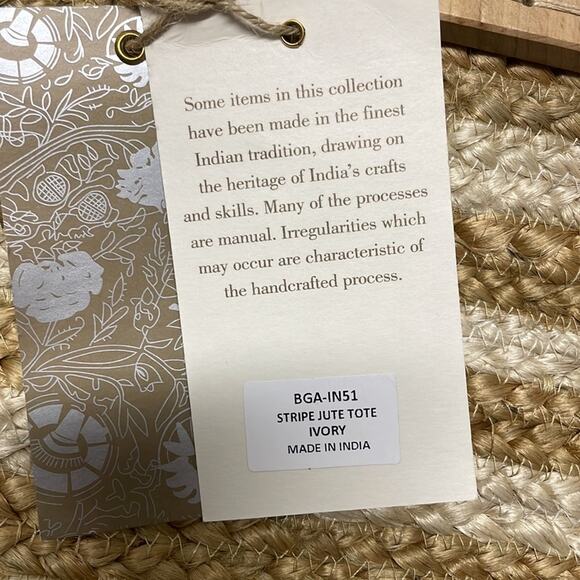 Some items in this collection
have been made in the finest
Indian tradition, drawing on
the heritage of India's crafts
and skills. Many of the processes
are manual. Irregularities which
may occur are characteristic of
the handcrafted process.
BGA-IN51
STRIPE JUTE TOTE
IVORY
MADE IN INDIA